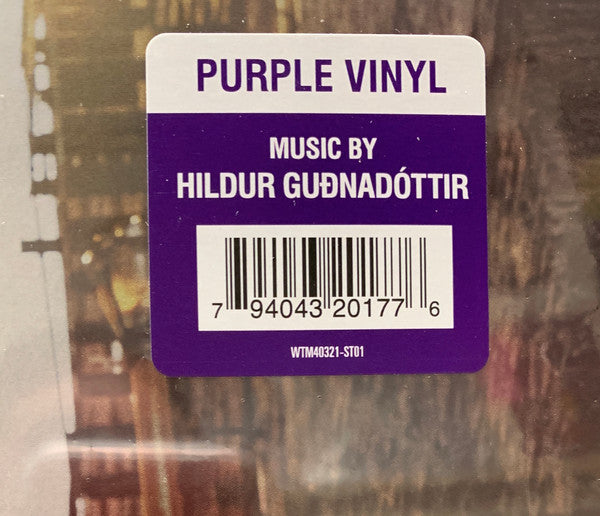 PURPLE VINYL
MUSIC BY
HILDUR GUÐNADÓTTIR
7 94043 20177 6
WTM40321-ST01